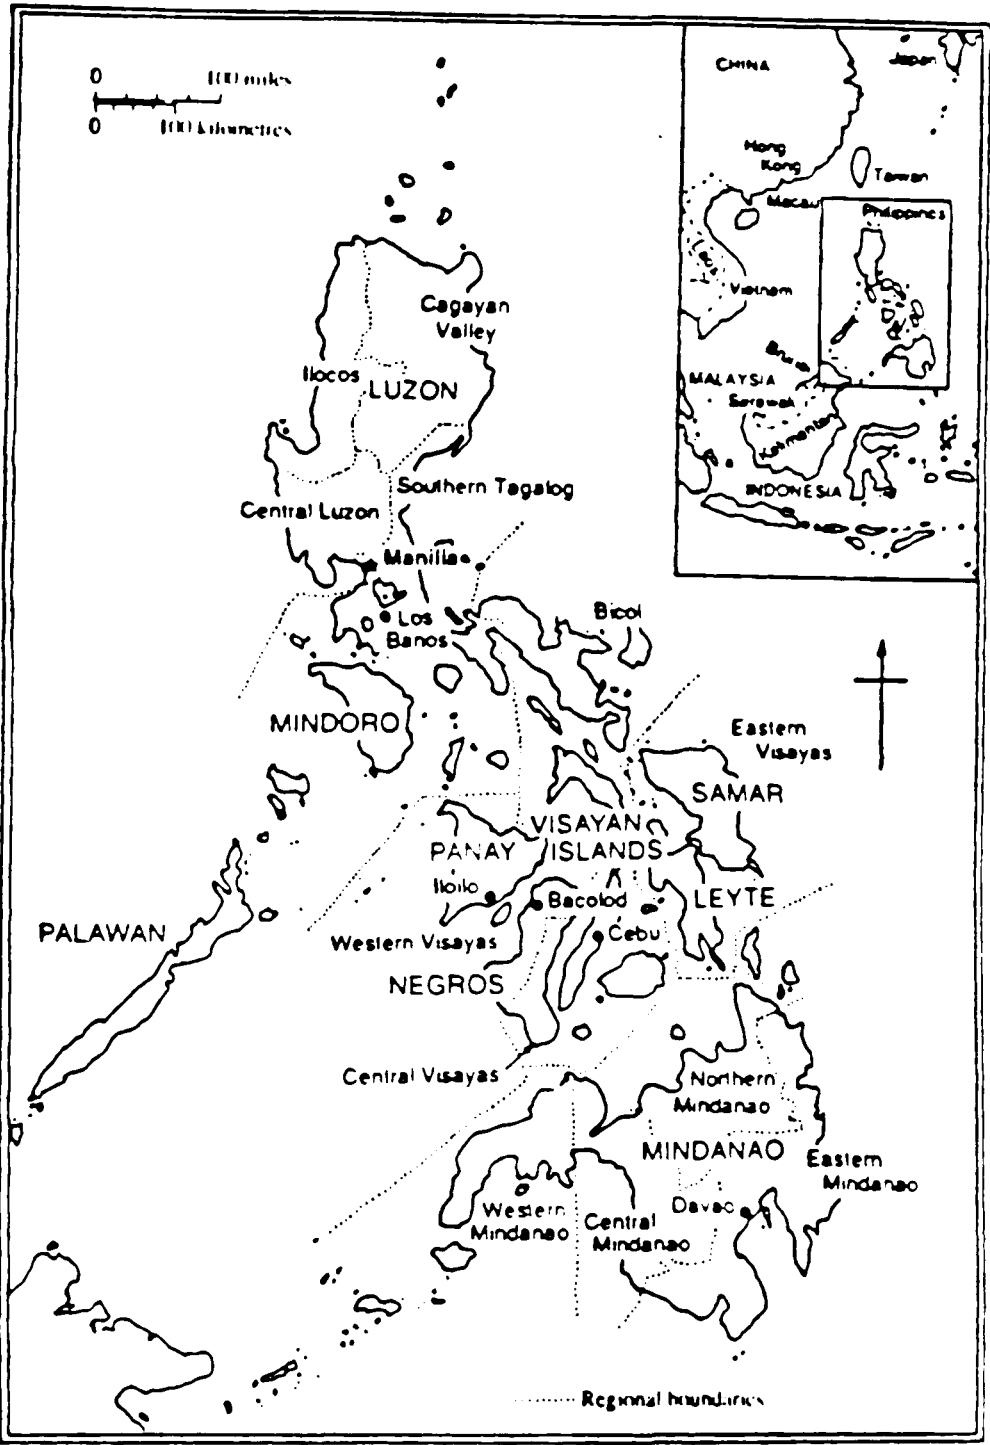 0 100 miles
0 100 kilometres
CHINA
Japan
Hong
Kong
Macau
Taiwan
Philippines
Laos
Vietnam
Brunei
MALAYSIA
Sarawak
Kalimantan
INDONESIA
Cagayan
Valley
Ilocos
LUZON
Southern Tagalog
Central Luzon
Manilla
Los
Banos
Bicol
MINDORO
Eastern
Visayas
SAMAR
VISAYAN
ISLANDS
PANAY
Iloilo
Bacolod
LEYTE
PALAWAN
Western Visayas
Cebu
NEGROS
Central Visayas
Northern
Mindanao
MINDANAO
Eastern
Mindanao
Davao
Western
Mindanao
Central
Mindanao
Regional boundaries